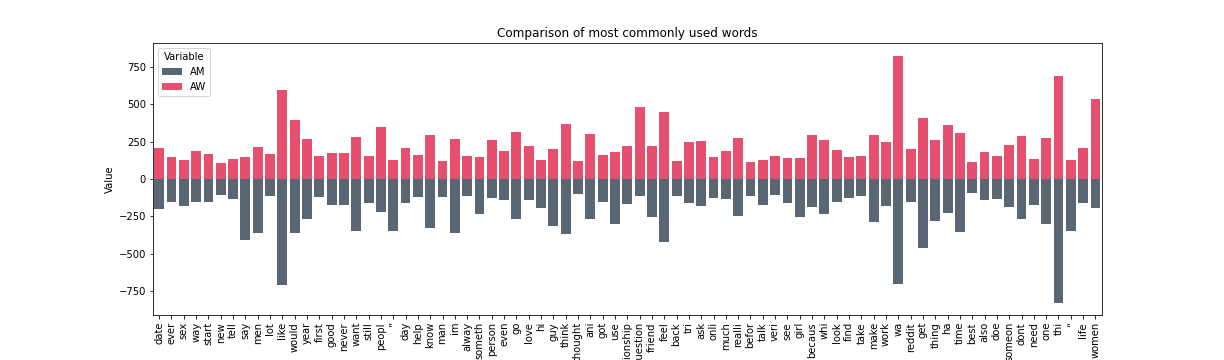 Comparison of most commonly used words
Variable
AM
AW
Value
750
500
250
0
−250
−500
−750
date
ever
sex
way
start
new
tell
say
men
lot
like
would
year
first
good
never
want
still
peopl
”
day
help
know
man
im
alway
someth
person
even
go
love
hi
guy
think
thought
ani
got
use
ionship
uestion
friend
feel
back
tri
ask
onli
much
realli
befor
talk
veri
see
girl
becaus
whi
look
find
take
make
work
wa
reddit
get
thing
ha
time
best
also
doe
someon
dont
need
one
thi
“
life
women